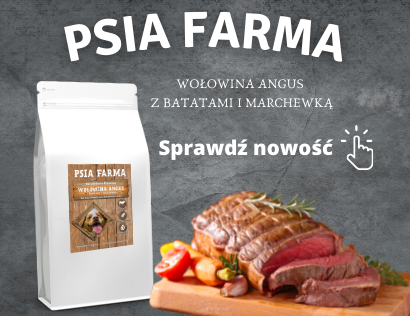 PSIA FARMA
WOŁOWINA ANGUS
Z BATATAMI I MARCHEWKĄ
Sprawdź nowość
PSIA FARMA
WOŁOWINA ANGUS